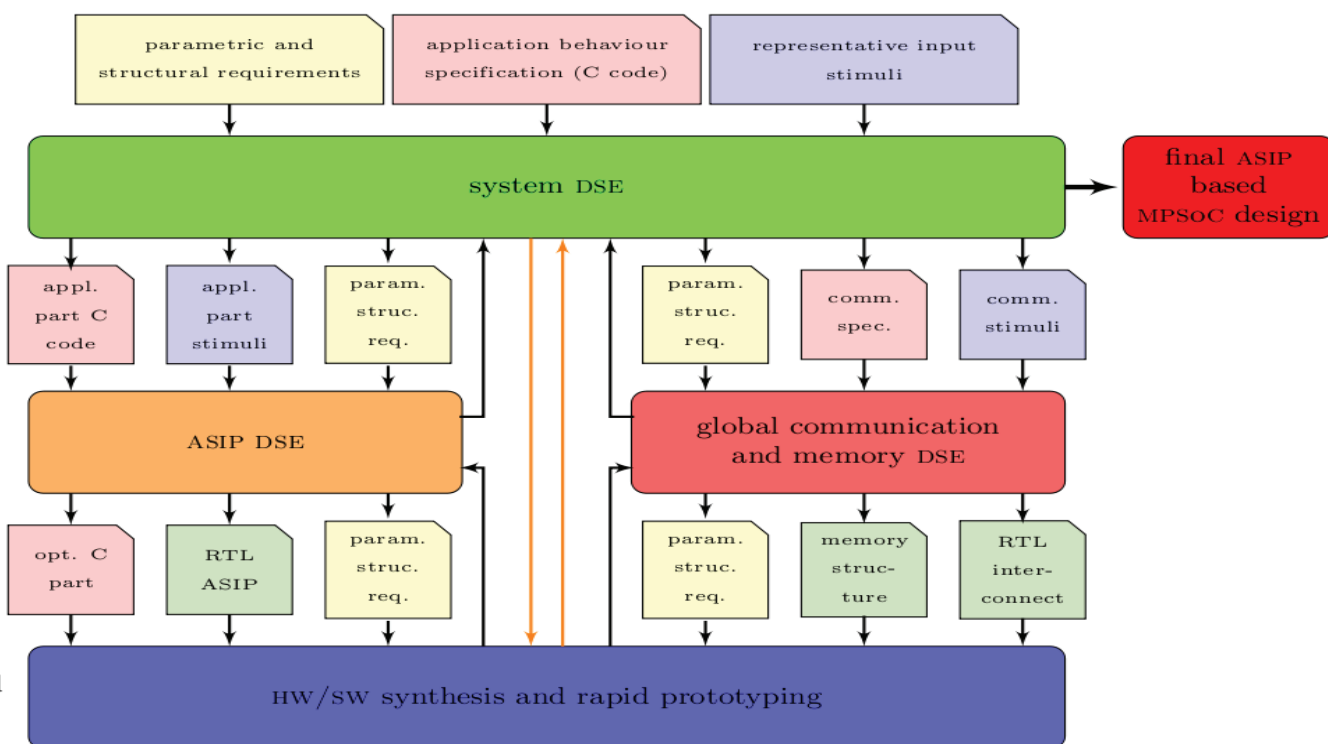 parametric and
structural requirements
application behaviour
specification (C code)
representative input
stimuli
system DSE
final ASIP
based
MPSoC design
appl.
part C
code
appl.
part
stimuli
param.
struc.
req.
param.
struc.
req.
comm.
spec.
comm.
stimuli
ASIP DSE
global communication
and memory DSE
opt. C
part
RTL
ASIP
param.
struc.
req.
param.
struc.
req.
memory
struc-
ture
RTL
inter-
connect
HW/SW synthesis and rapid prototyping